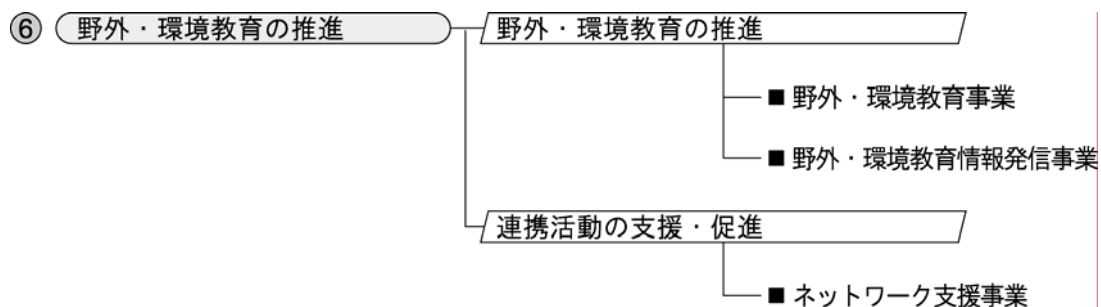 ⑥ 野外・環境教育の推進 野外・環境教育の推進
■ 野外・環境教育事業
■ 野外・環境教育情報発信事業
連携活動の支援・促進
■ ネットワーク支援事業